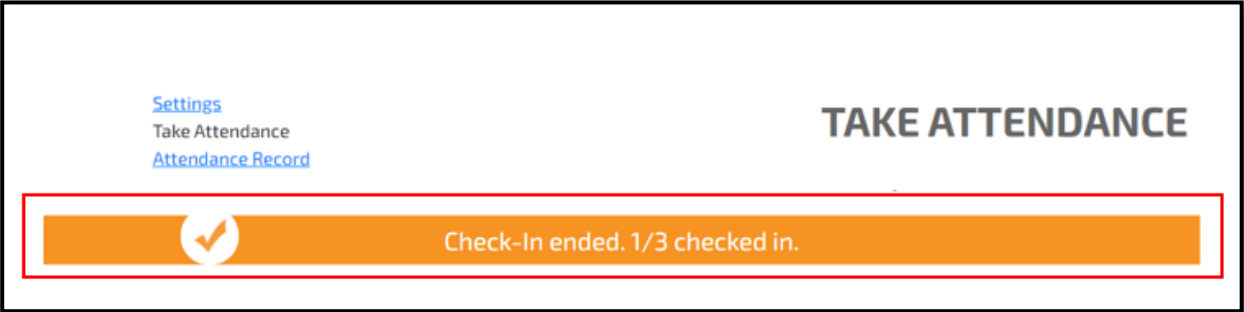 Settings
Take Attendance
Attendance Record
TAKE ATTENDANCE
Check-In ended. 1/3 checked in.